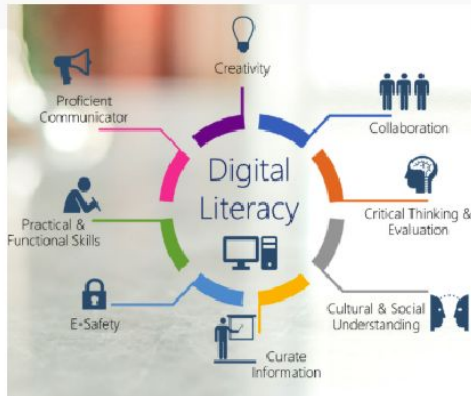 Creativity
Proficient
Communicator
Collaboration
Digital
Literacy
Critical Thinking &
Evaluation
Practical &
Functional Skills
E-Safety
Cultural & Social
Understanding
Curate
Information